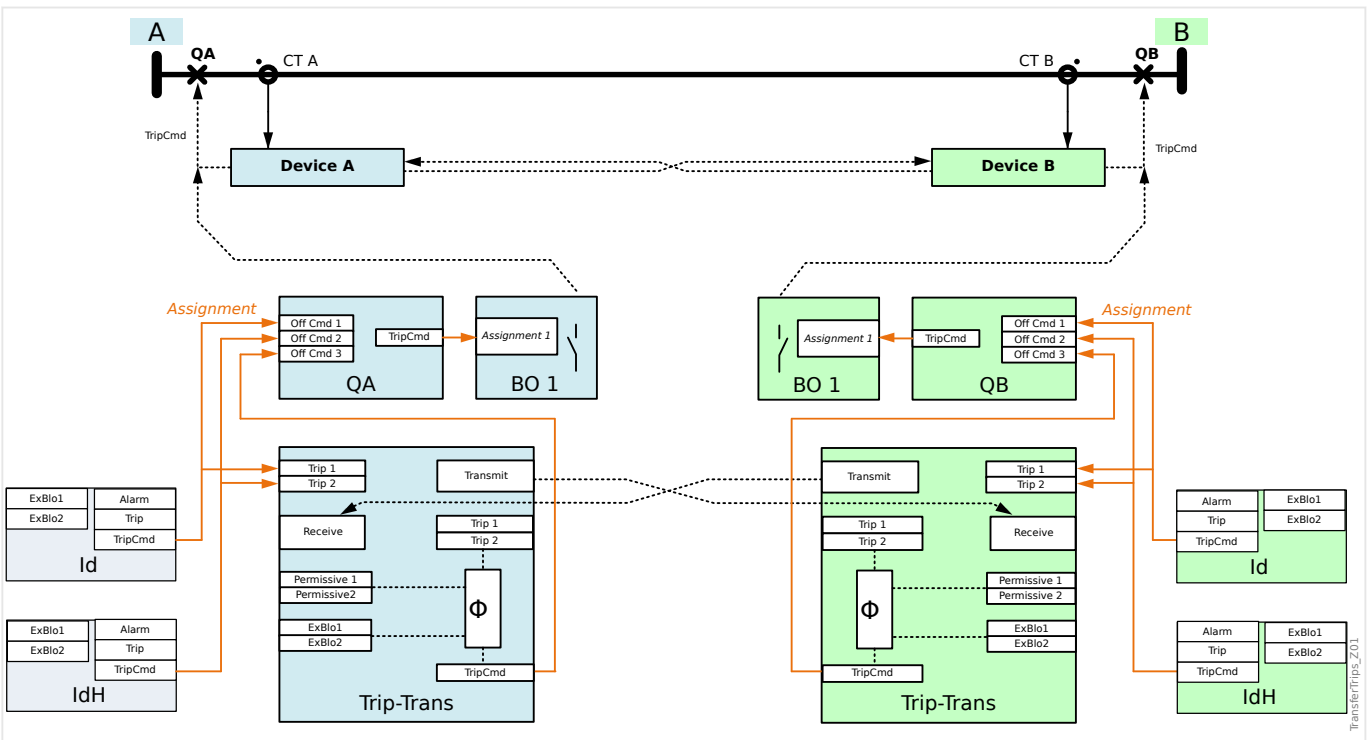 A
B
QA
CT A
CT B
QB
TripCmd
TripCmd
Device A
Device B
Assignment
Off Cmd 1
Off Cmd 2
Off Cmd 3
TripCmd
QA
Assignment 1
BO 1
Assignment 1
BO 1
TripCmd
Off Cmd 1
Off Cmd 2
Off Cmd 3
QB
Assignment
ExBlo1
ExBlo2
Alarm
Trip
TripCmd
Id
ExBlo1
ExBlo2
Alarm
Trip
TripCmd
IdH
Trip 1
Trip 2
Transmit
Receive
Trip 1
Trip 2
Permissive 1
Permissive2
Φ
ExBlo1
ExBlo2
TripCmd
Trip-Trans
Transmit
Trip 1
Trip 2
Trip 1
Trip 2
Receive
Φ
Permissive 1
Permissive 2
ExBlo1
ExBlo2
TripCmd
Trip-Trans
Alarm
Trip
TripCmd
ExBlo1
ExBlo2
Id
Alarm
Trip
TripCmd
ExBlo1
ExBlo2
IdH
TransferTrips_Z01